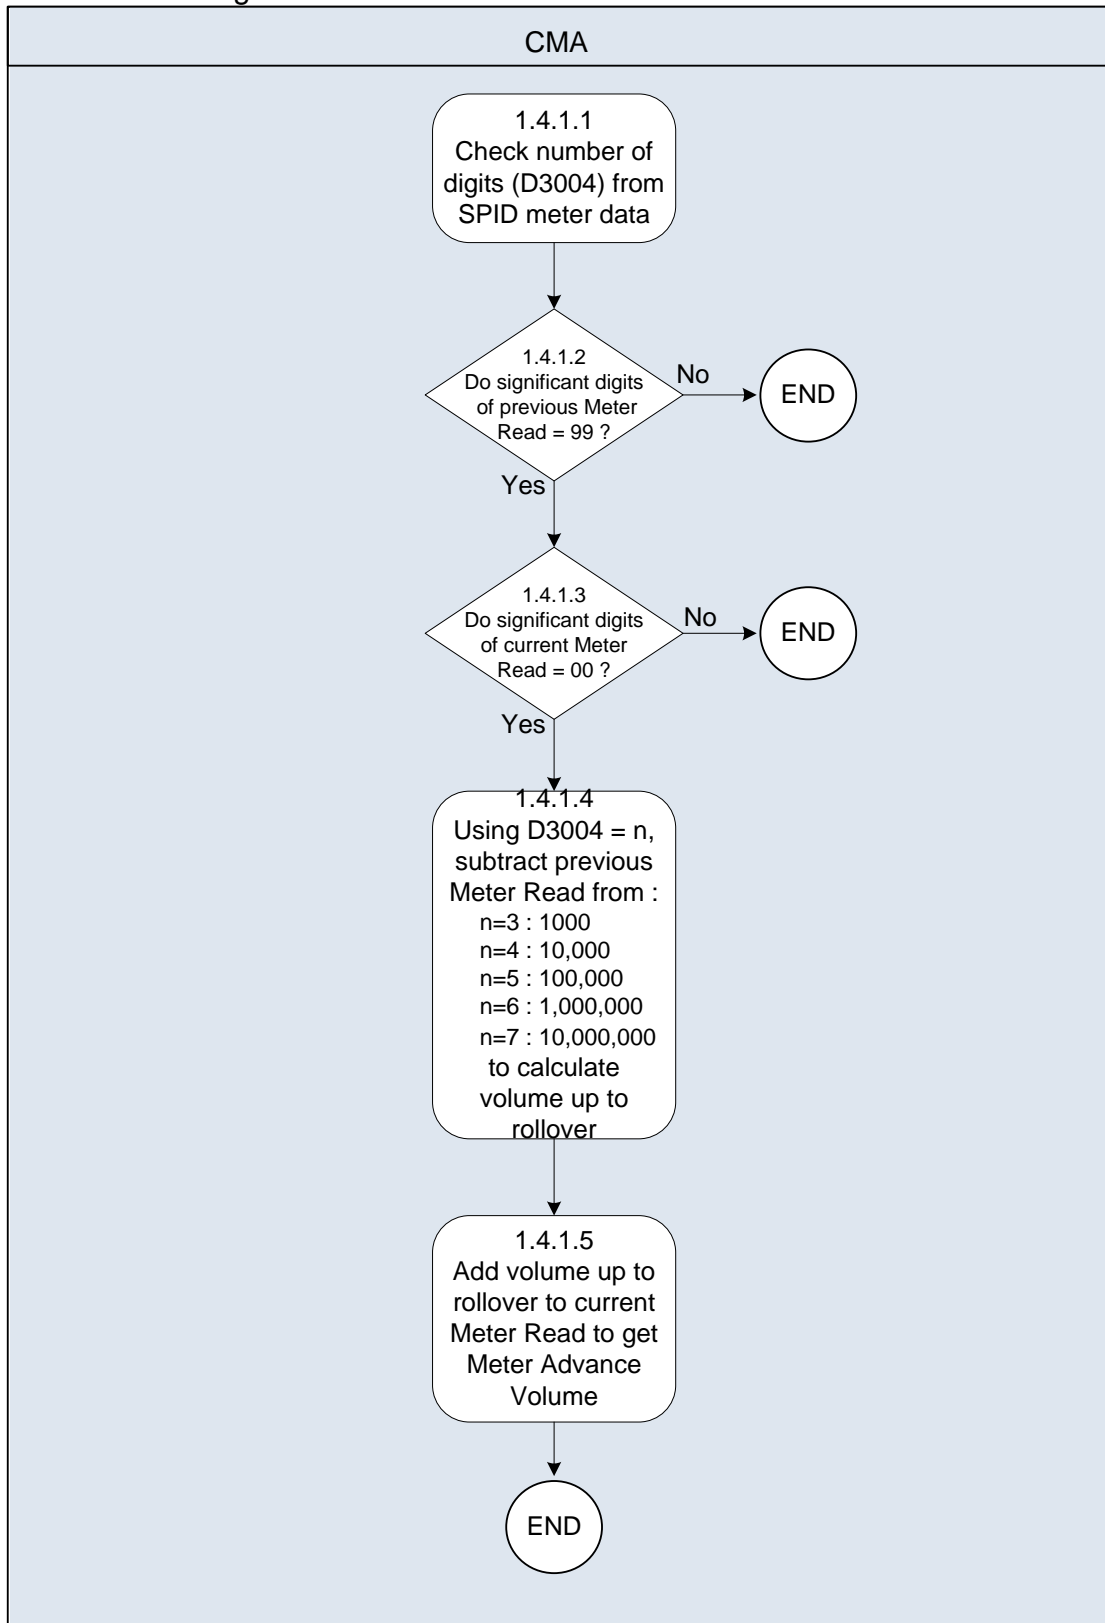 CMA
1.4.1.1
Check number of
digits (D3004) from
SPID meter data
1.4.1.2
Do significant digits
of previous Meter
Read = 99 ?
No
END
Yes
1.4.1.3
Do significant digits
of current Meter
Read = 00 ?
No
END
Yes
1.4.1.4
Using D3004 = n,
subtract previous
Meter Read from :
n=3 : 1000
n=4 : 10,000
n=5 : 100,000
n=6 : 1,000,000
n=7 : 10,000,000
to calculate
volume up to
rollover
1.4.1.5
Add volume up to
rollover to current
Meter Read to get
Meter Advance
Volume
END